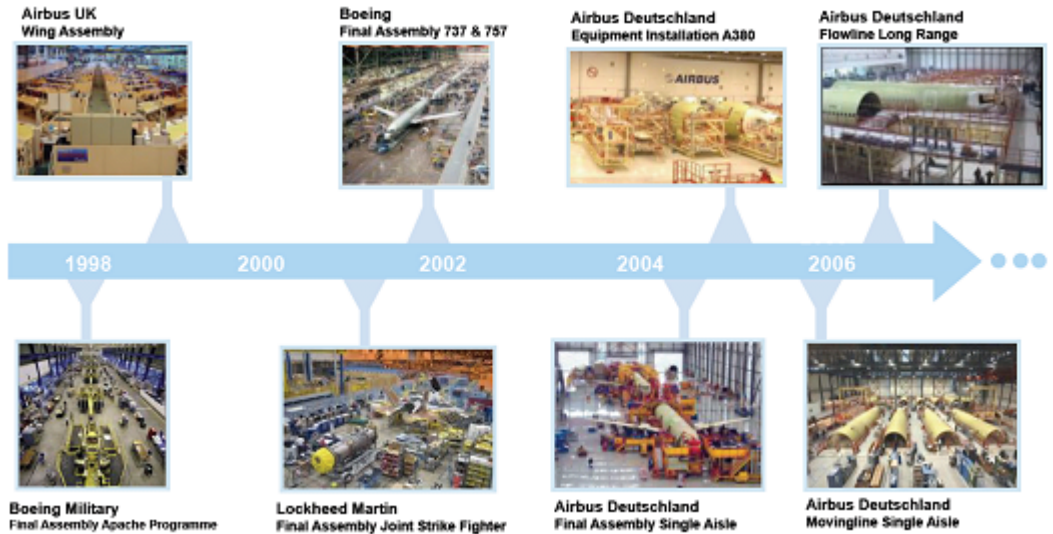 Airbus UK
Wing Assembly
Boeing
Final Assembly 737 & 757
Airbus Deutschland
Equipment Installation A380
Airbus Deutschland
Flowline Long Range
AIRBUS
1998
2000
2002
2004
2006
Boeing Military
Final Assembly Apache Programme
Lockheed Martin
Final Assembly Joint Strike Fighter
Airbus Deutschland
Final Assembly Single Aisle
Airbus Deutschland
Movingline Single Aisle